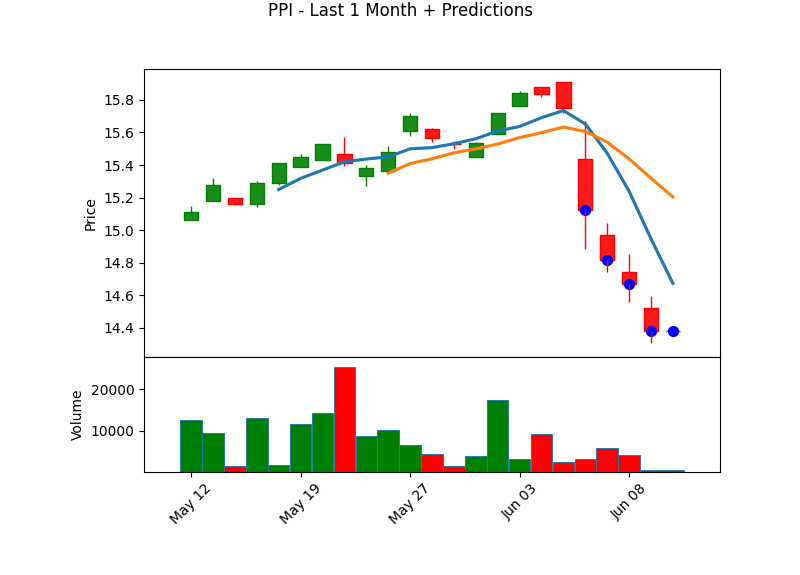 PPI - Last 1 Month + Predictions
15.8
15.6
15.4
15.2
15.0
14.8
14.6
14.4
Price
20000
10000
Volume
May 12
May 19
May 27
Jun 03
Jun 08